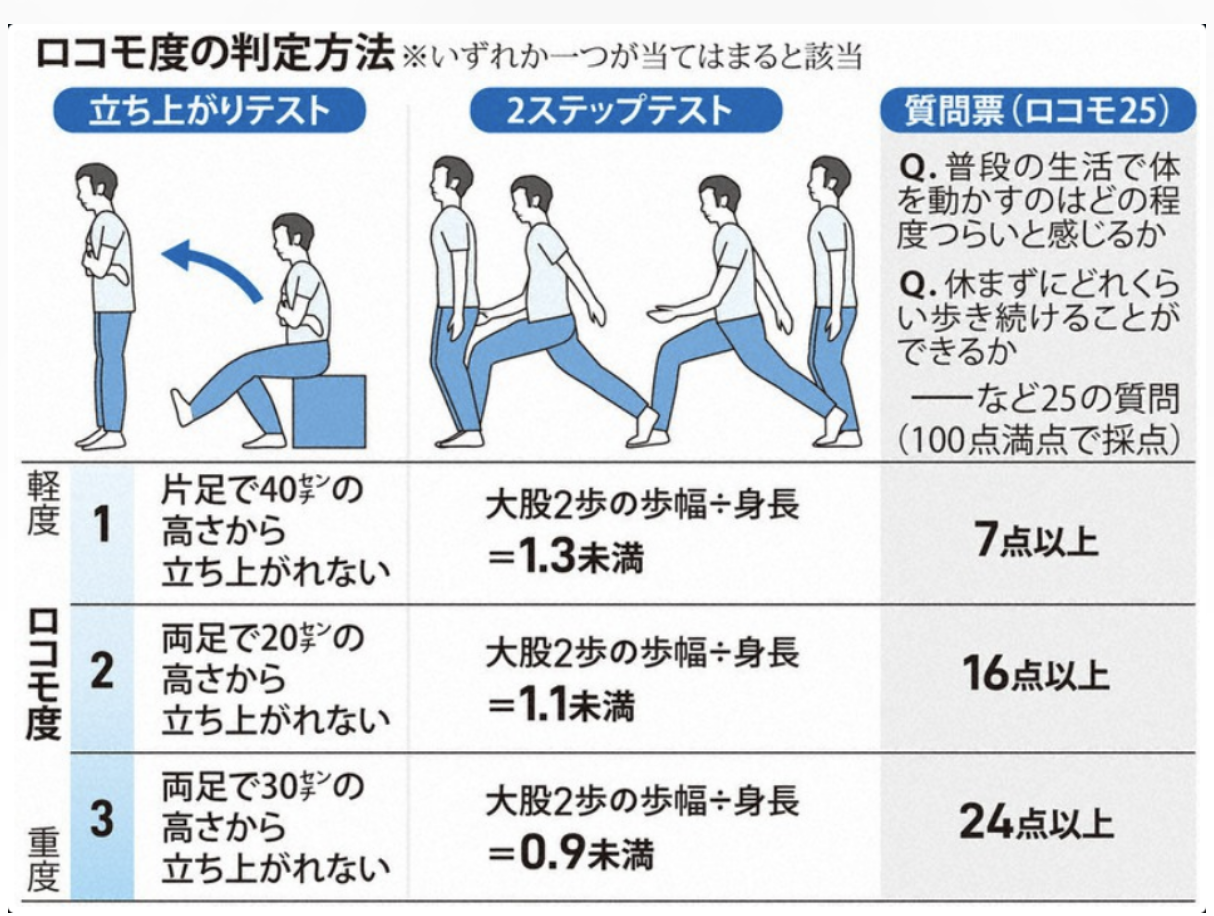 ロコモ度の判定方法 ※いずれか一つが当てはまると該当
立ち上がりテスト
2ステップテスト
質問票(ロコモ25)
Q.普段の生活で体
を動かすのはどの程
度つらいと感じるか
Q.休まずにどれくら
い歩き続けることが
できるか
──など25の質問
(100点満点で採点)
ロコモ度
軽度
1
片足で40センチの
高さから
立ち上がれない
大股2歩の歩幅÷身長
=1.3未満
7点以上
2
両足で20センチの
高さから
立ち上がれない
大股2歩の歩幅÷身長
=1.1未満
16点以上
重度
3
両足で30センチの
高さから
立ち上がれない
大股2歩の歩幅÷身長
=0.9未満
24点以上